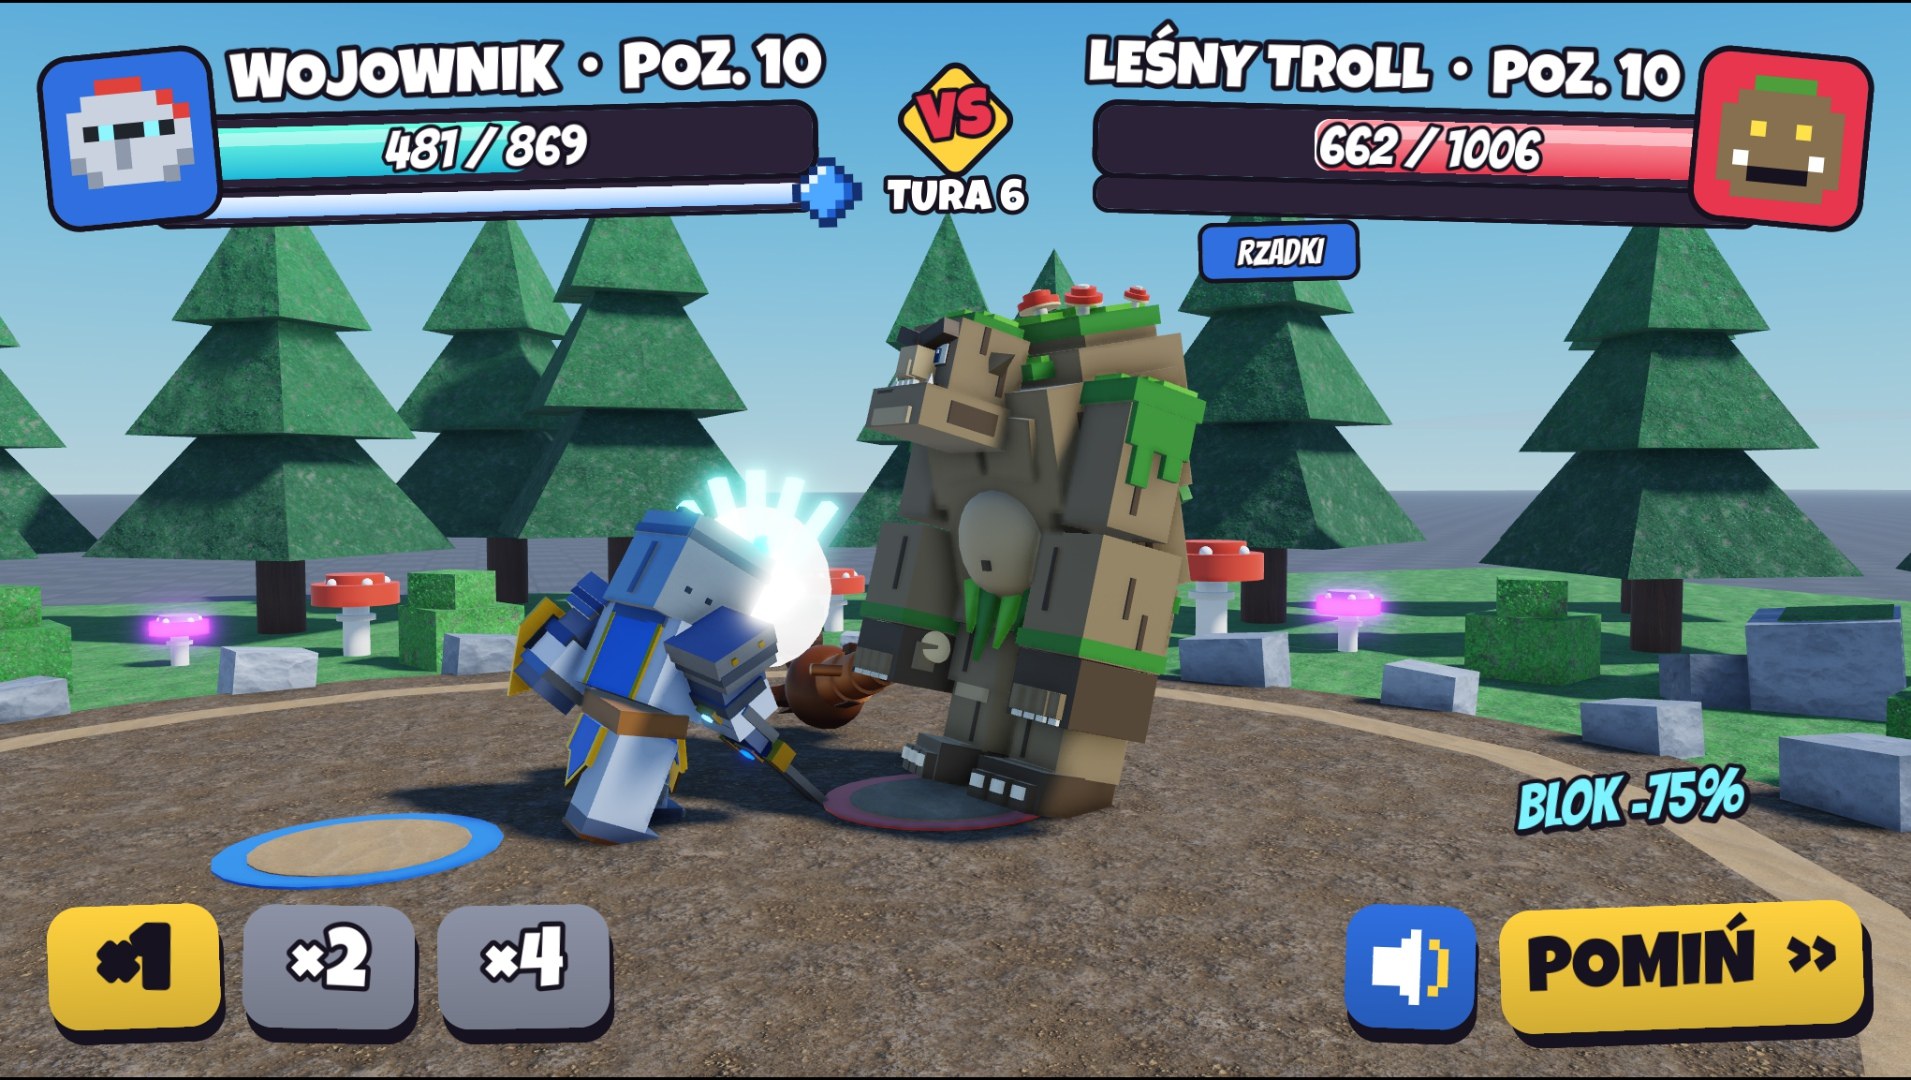 WOJOWNIK • POZ. 10
481 / 869
VS
TURA 6
LEŚNY TROLL • POZ. 10
662 / 1006
RZADKI
BLOK -75%
×1
×2
×4
POMIŃ >>